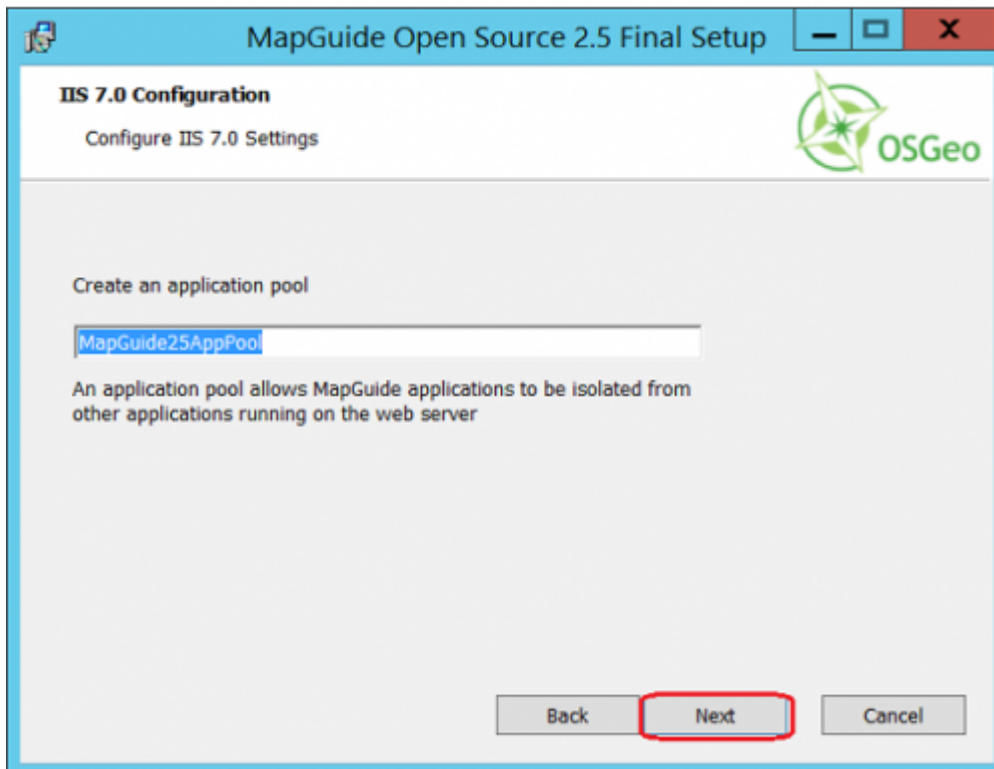 MapGuide Open Source 2.5 Final Setup
IIS 7.0 Configuration
Configure IIS 7.0 Settings
OSGeo
Create an application pool
MapGuide25AppPool
An application pool allows MapGuide applications to be isolated from
other applications running on the web server
Back Next Cancel